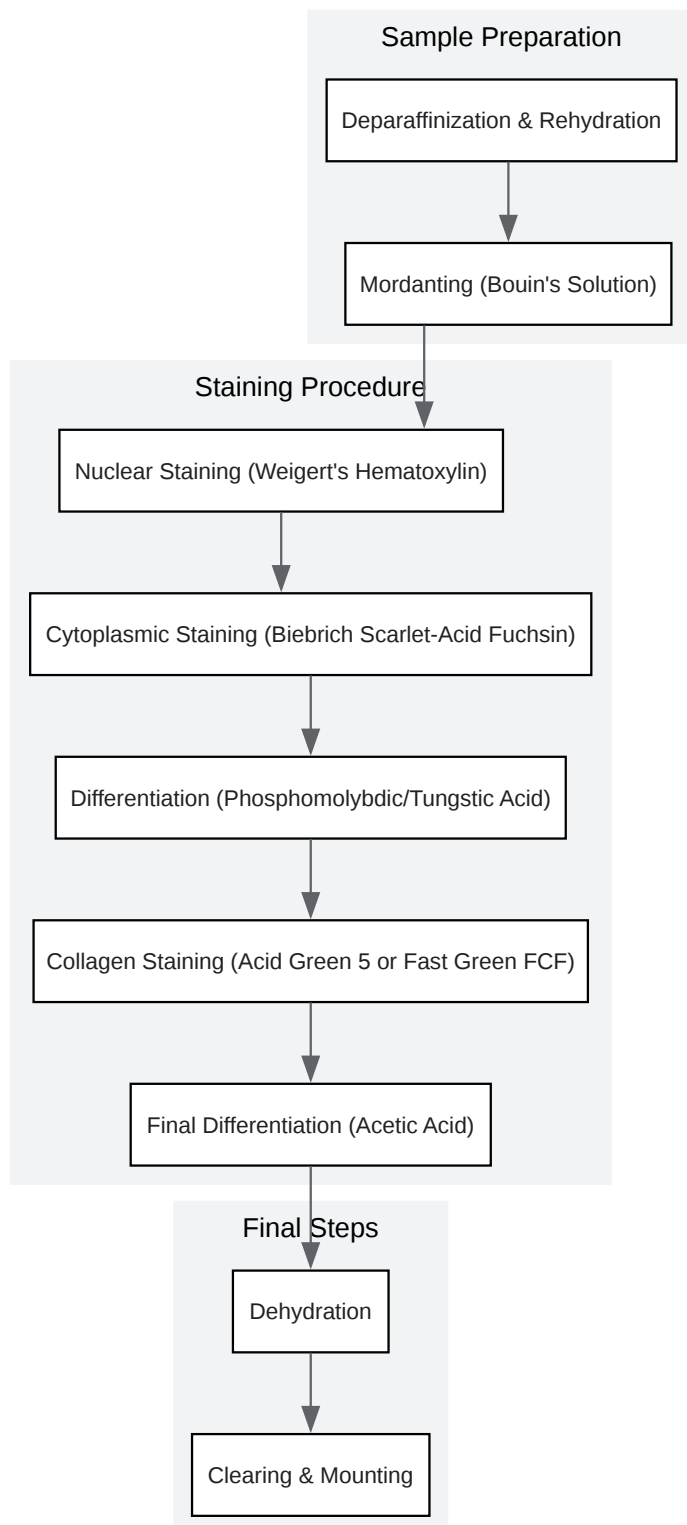 Sample Preparation
Deparaffinization & Rehydration
Mordanting (Bouin's Solution)
Staining Procedure
Nuclear Staining (Weigert's Hematoxylin)
Cytoplasmic Staining (Biebrich Scarlet-Acid Fuchsin)
Differentiation (Phosphomolybdic/Tungstic Acid)
Collagen Staining (Acid Green 5 or Fast Green FCF)
Final Differentiation (Acetic Acid)
Final Steps
Dehydration
Clearing & Mounting